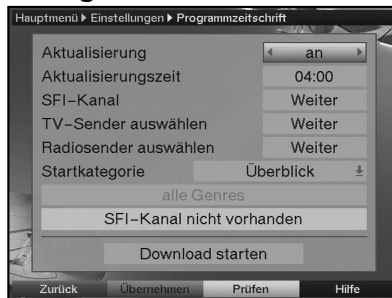 Hauptmenü ▸ Einstellungen ▸ Programmzeitschrift
Aktualisierung an
Aktualisierungszeit 04:00
SFI-Kanal Weiter
TV-Sender auswählen Weiter
Radiosender auswählen Weiter
Startkategorie Überblick
alle Genres
SFI-Kanal nicht vorhanden
Download starten
Zurück Übernehmen Prüfen Hilfe